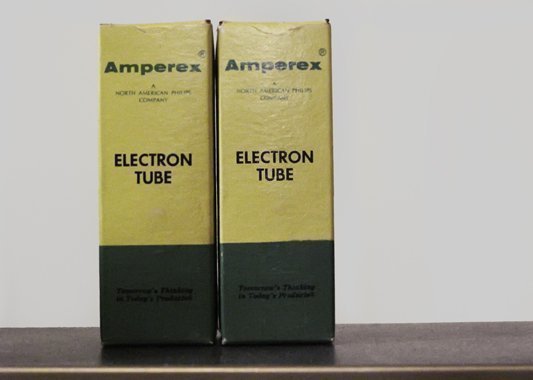 Amperex®
A
NORTH AMERICAN PHILIPS
COMPANY
ELECTRON
TUBE
Tomorrow's Thinking
in Today's Products®
Amperex®
A
NORTH AMERICAN PHILIPS
COMPANY
ELECTRON
TUBE
Tomorrow's Thinking
in Today's Products®